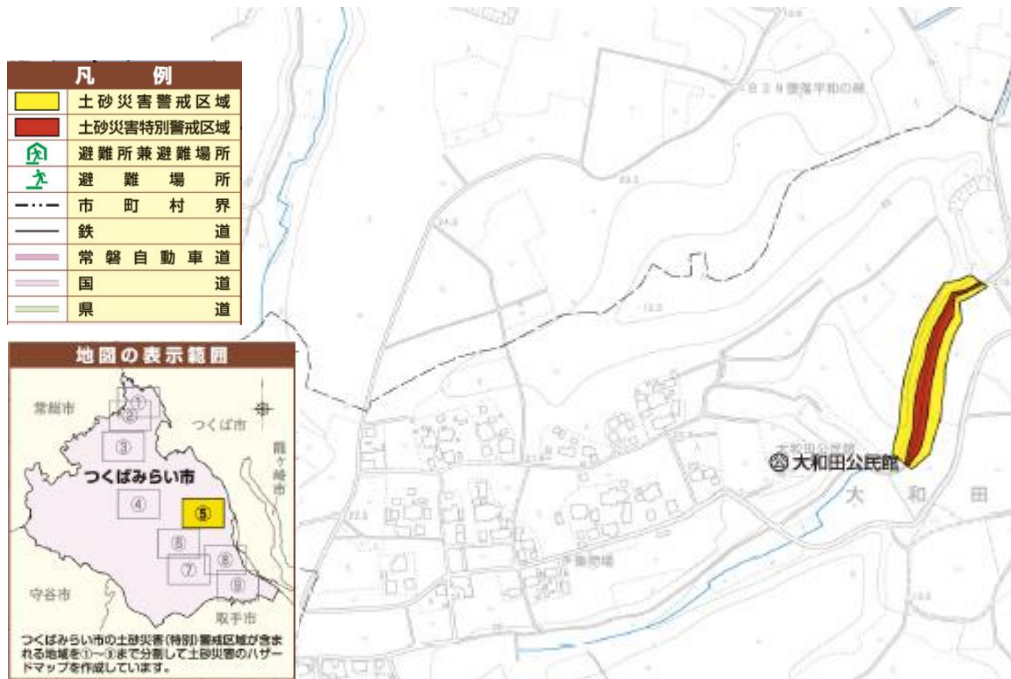 凡例
土砂災害警戒区域
土砂災害特別警戒区域
避難所兼避難場所
避難場所
市町村界
鉄道
常磐自動車道
国道
県道
地図の表示範囲
常総市
つくば市
龍ヶ崎市
つくばみらい市
守谷市
取手市
①
②
③
④
⑤
⑥
⑦
⑧
⑨
つくばみらい市の土砂災害(特別)警戒区域が含ま
れる地域を①~⑨まで分割して土砂災害のハザー
ドマップを作成しています。
大和田公民館
大和田公民館
大和田